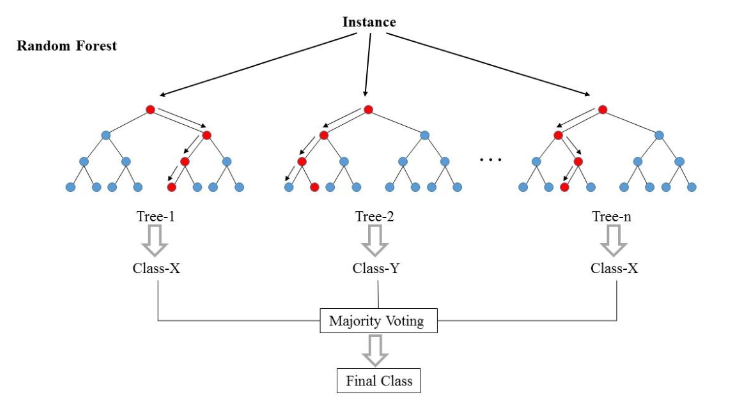 Instance
Random Forest
. . .
Tree-1
Tree-2
Tree-n
Class-X
Class-Y
Class-X
Majority Voting
Final Class